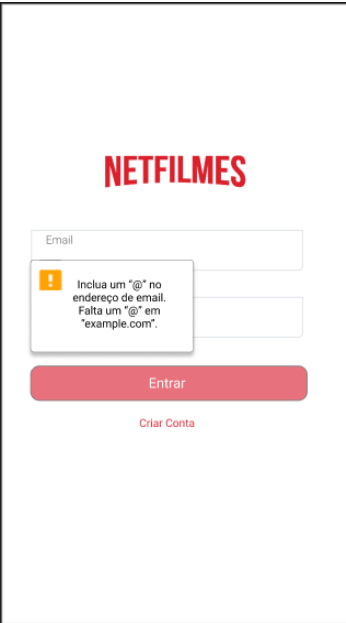 NETFILMES
Email
!
Inclua um "@" no
endereço de email.
Falta um "@" em
"example.com".
Entrar
Criar Conta